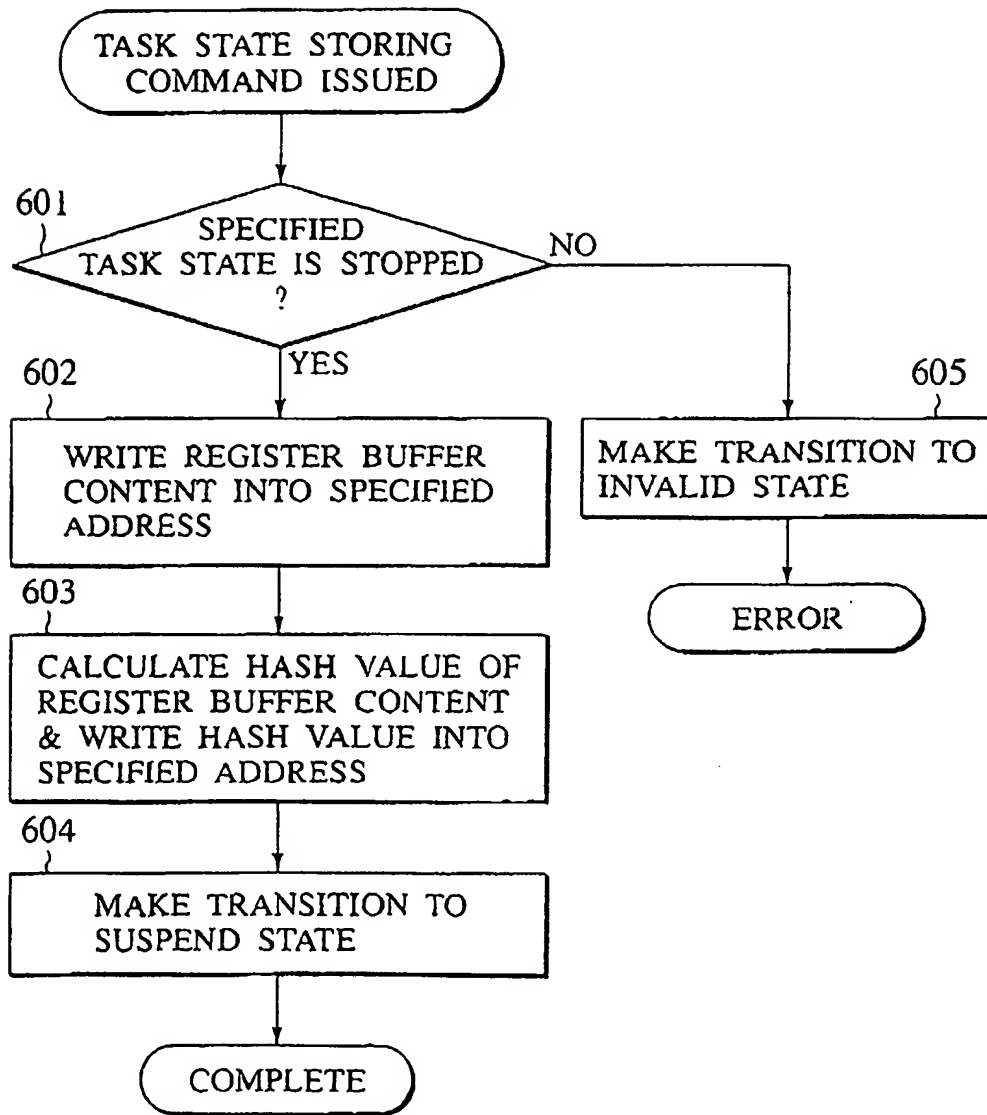 TASK STATE STORING
COMMAND ISSUED
601
SPECIFIED
TASK STATE IS STOPPED
?
NO
YES
602
WRITE REGISTER BUFFER
CONTENT INTO SPECIFIED
ADDRESS
605
MAKE TRANSITION TO
INVALID STATE
ERROR
603
CALCULATE HASH VALUE OF
REGISTER BUFFER CONTENT
& WRITE HASH VALUE INTO
SPECIFIED ADDRESS
604
MAKE TRANSITION TO
SUSPEND STATE
COMPLETE